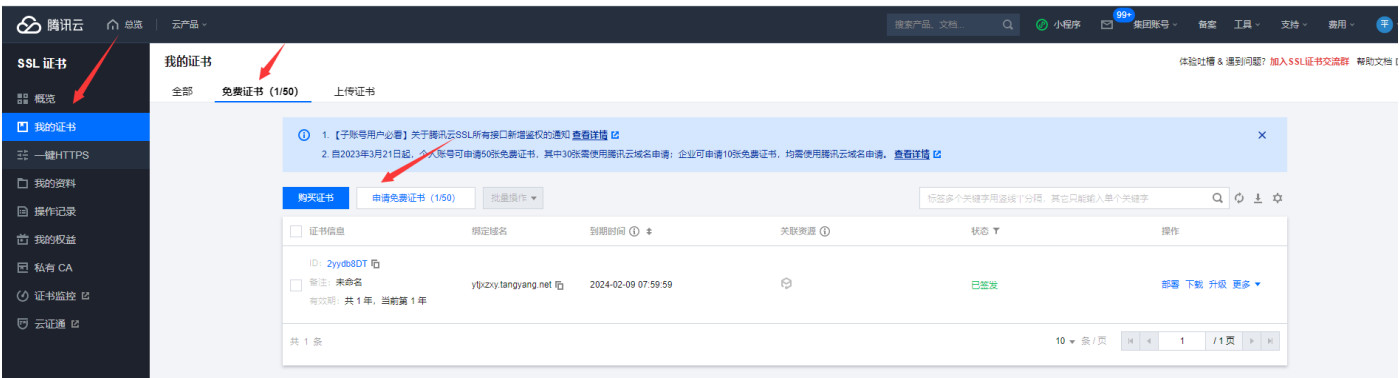 腾讯云 总览 云产品 搜索产品、文档... 小程序 99+ 集团账号 备案 工具 支持 费用 平
SSL 证书
概览
我的证书
一键HTTPS
我的资料
操作记录
我的权益
私有 CA
证书监控
云证通
我的证书
体验吐槽 & 遇到问题? 加入SSL证书交流群 帮助文档
全部 免费证书 (1/50) 上传证书
1.【子账号用户必看】关于腾讯云SSL所有接口新增鉴权的通知 查看详情
2. 自2023年3月21日起，个人账号可申请50张免费证书，其中30张需使用腾讯云域名申请；企业可申请10张免费证书，均需使用腾讯云域名申请。 查看详情
购买证书 申请免费证书 (1/50) 批量操作 标签多个关键字用竖线"|"分隔，其它只能输入单个关键字
证书信息 绑定域名 到期时间 关联资源 状态 操作
ID: 2yydb8DT
备注: 未命名 ytjxzxy.tangyang.net 2024-02-09 07:59:59 已签发 部署 下载 升级 更多
有效期: 共 1 年，当前第 1 年
共 1 条 10 条 / 页 1 / 1 页